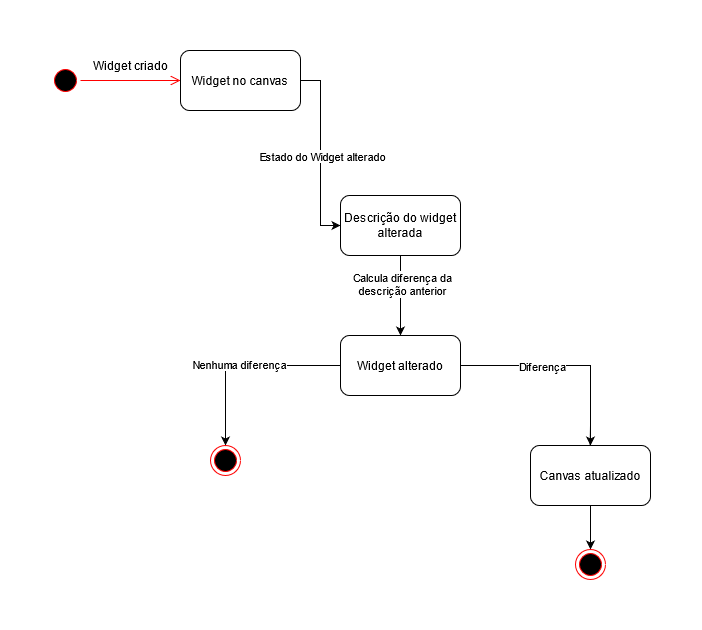 Widget criado
Widget no canvas
Estado do Widget alterado
Descrição do widget
alterada
Calcula diferença da
descrição anterior
Nenhuma diferença
Widget alterado
Diferença
Canvas atualizado